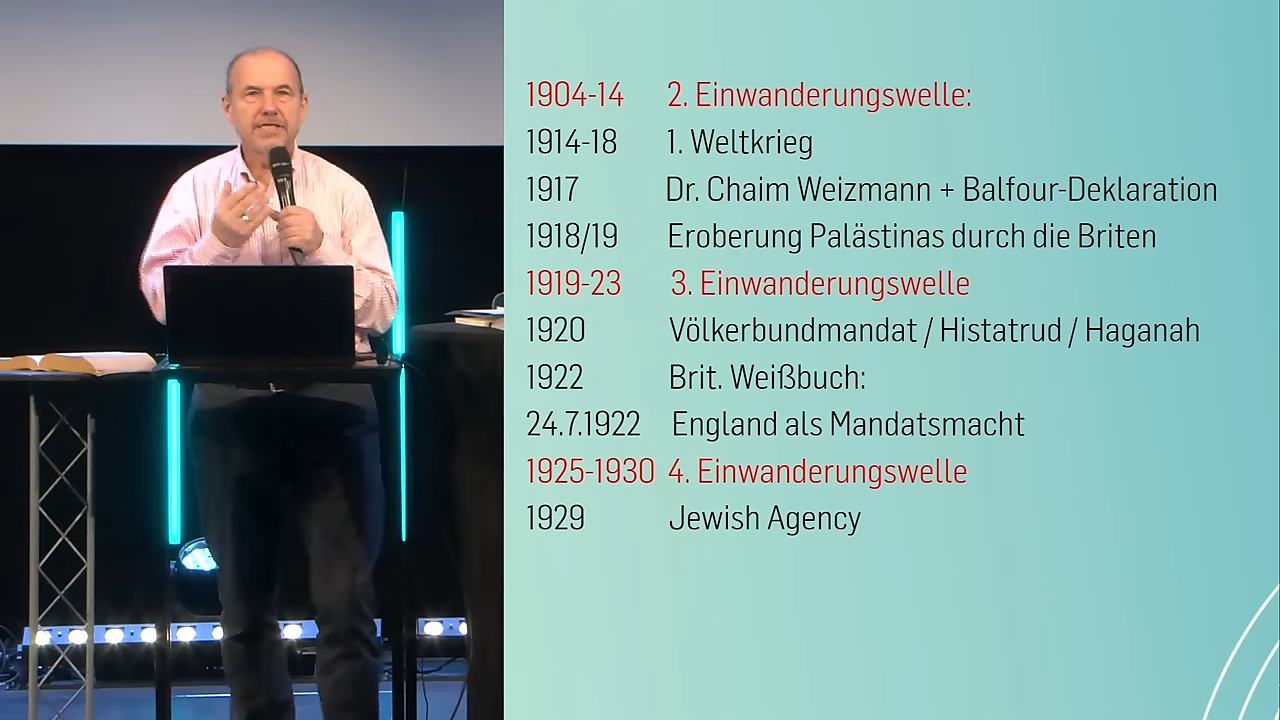 1904-14 2. Einwanderungswelle:
1914-18 1. Weltkrieg
1917 Dr. Chaim Weizmann + Balfour-Deklaration
1918/19 Eroberung Palästinas durch die Briten
1919-23 3. Einwanderungswelle
1920 Völkerbundmandat / Histatrud / Haganah
1922 Brit. Weißbuch:
24.7.1922 England als Mandatsmacht
1925-1930 4. Einwanderungswelle
1929 Jewish Agency